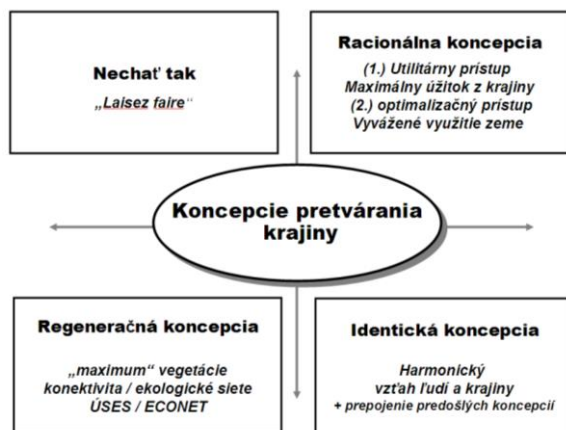 Nechať tak
„Laisez faire“
Racionálna koncepcia
(1.) Utilitárny prístup
Maximálny úžitok z krajiny
(2.) optimalizačný prístup
Vyvážené využitie zeme
Koncepcie pretvárania
krajiny
Regeneračná koncepcia
„maximum“ vegetácie
konektivita / ekologické siete
ÚSES / ECONET
Identická koncepcia
Harmonický
vzťah ľudí a krajiny
+ prepojenie predošlých koncepcií